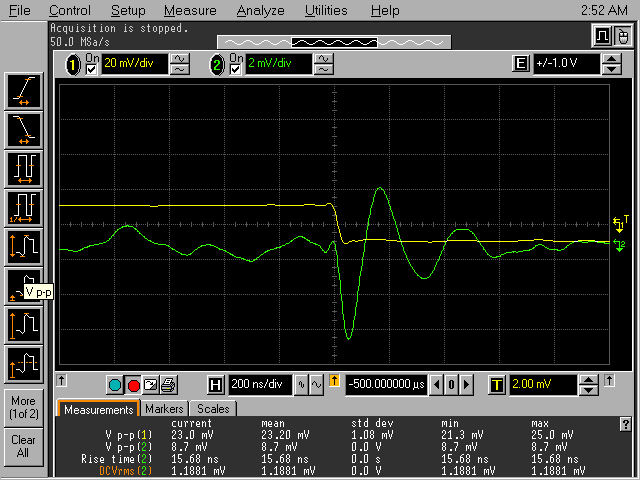 File Control Setup Measure Analyze Utilities Help 2:52 AM
Acquisition is stopped.
50.0 MSa/s
1 On 20 mV/div 2 On 2 mV/div E +/-1.0 V
T
1
2
V p-p
H 200 ns/div -500.000000 µs 0 T 2.00 mV
More
(1of 2)
Clear
All
Measurements Markers Scales ?
current mean std dev min max
V p-p(1) 23.0 mV 23.20 mV 1.08 mV 21.3 mV 25.0 mV
V p-p(2) 8.7 mV 8.7 mV 0.0 V 8.7 mV 8.7 mV
Rise time(2) 15.68 ns 15.68 ns 0.0 s 15.68 ns 15.68 ns
DCVrms(2) 1.1881 mV 1.1881 mV 0.0 V 1.1881 mV 1.1881 mV